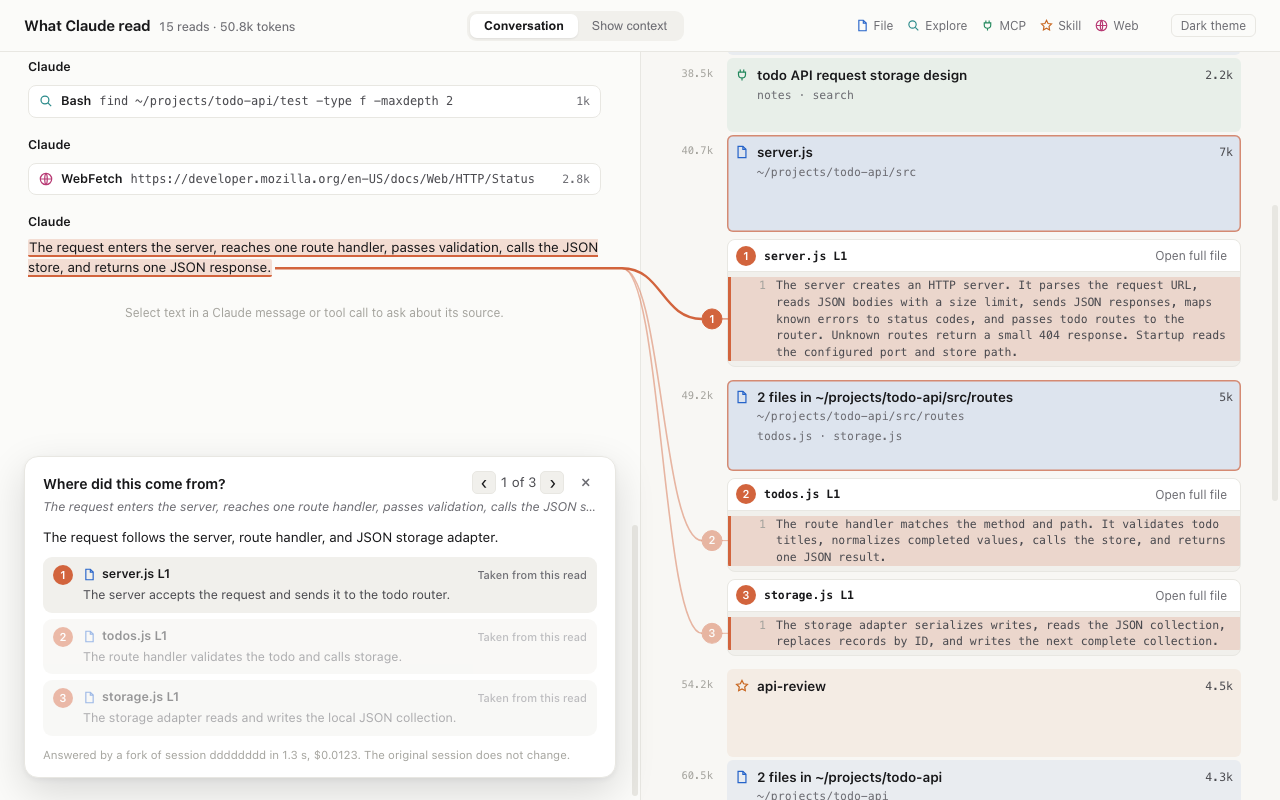 What Claude read 15 reads · 50.8k tokens
Conversation Show context
File Explore MCP Skill Web
Dark theme
Claude
Bash find ~/projects/todo-api/test -type f -maxdepth 2 1k
Claude
WebFetch https://developer.mozilla.org/en-US/docs/Web/HTTP/Status 2.8k
Claude
The request enters the server, reaches one route handler, passes validation, calls the JSON
store, and returns one JSON response.
Select text in a Claude message or tool call to ask about its source.
Where did this come from?
‹ 1 of 3 › ×
The request enters the server, reaches one route handler, passes validation, calls the JSON s…
The request follows the server, route handler, and JSON storage adapter.
1 server.js L1 Taken from this read
The server accepts the request and sends it to the todo router.
2 todos.js L1 Taken from this read
The route handler validates the todo and calls storage.
3 storage.js L1 Taken from this read
The storage adapter reads and writes the local JSON collection.
Answered by a fork of session dddddddd in 1.3 s, $0.0123. The original session does not change.
38.5k
todo API request storage design 2.2k
notes · search
40.7k
server.js 7k
~/projects/todo-api/src
1 server.js L1 Open full file
1
1 The server creates an HTTP server. It parses the request URL,
reads JSON bodies with a size limit, sends JSON responses, maps
known errors to status codes, and passes todo routes to the
router. Unknown routes return a small 404 response. Startup reads
the configured port and store path.
49.2k
2 files in ~/projects/todo-api/src/routes 5k
~/projects/todo-api/src/routes
todos.js · storage.js
2 todos.js L1 Open full file
2
1 The route handler matches the method and path. It validates todo
titles, normalizes completed values, calls the store, and returns
one JSON result.
3 storage.js L1 Open full file
3
1 The storage adapter serializes writes, reads the JSON collection,
replaces records by ID, and writes the next complete collection.
54.2k
api-review 4.5k
60.5k
2 files in ~/projects/todo-api 4.3k
~/projects/todo-api